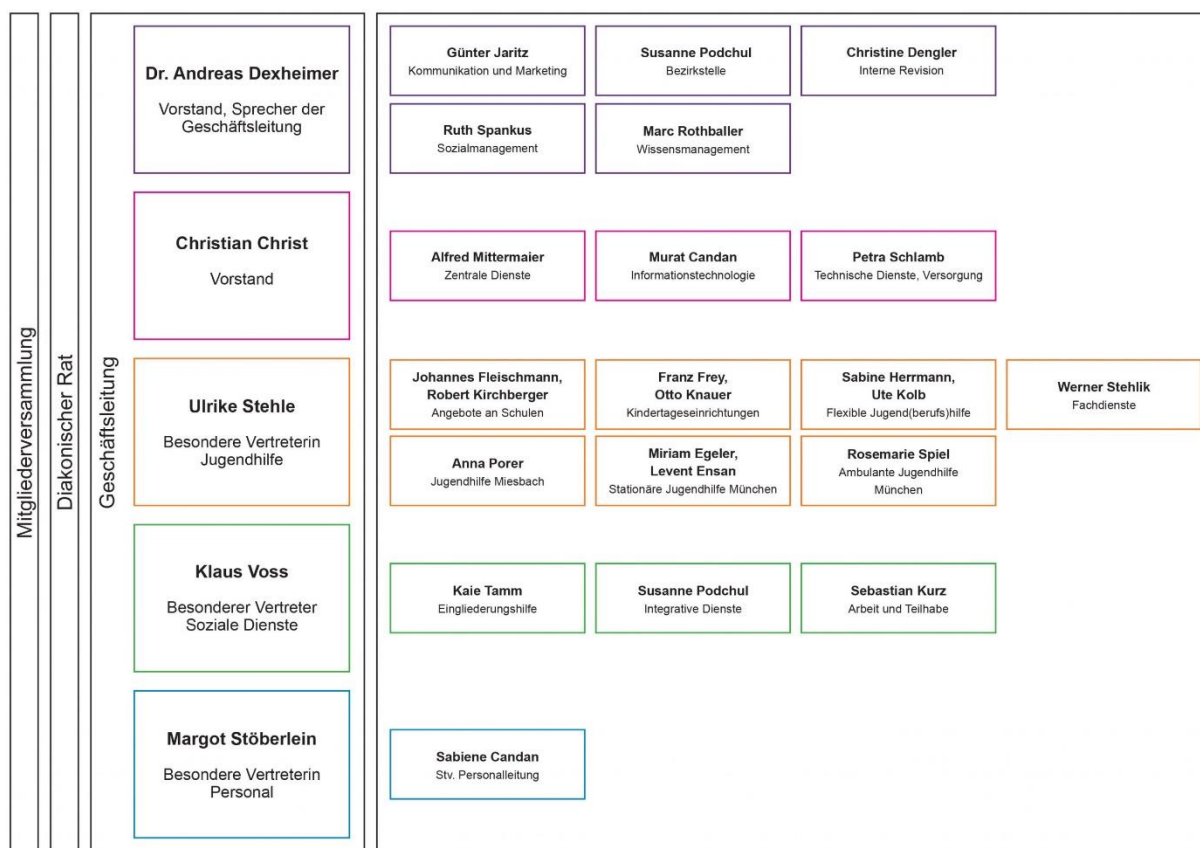 Mitgliederversammlung
Diakonischer Rat
Geschäftsleitung
Dr. Andreas Dexheimer
Vorstand, Sprecher der
Geschäftsleitung
Günter Jaritz
Kommunikation und Marketing
Susanne Podchul
Bezirkstelle
Christine Dengler
Interne Revision
Ruth Spankus
Sozialmanagement
Marc Rothballer
Wissensmanagement
Christian Christ
Vorstand
Alfred Mittermaier
Zentrale Dienste
Murat Candan
Informationstechnologie
Petra Schlamb
Technische Dienste, Versorgung
Ulrike Stehle
Besondere Vertreterin
Jugendhilfe
Johannes Fleischmann,
Robert Kirchberger
Angebote an Schulen
Franz Frey,
Otto Knauer
Kindertageseinrichtungen
Sabine Herrmann,
Ute Kolb
Flexible Jugend(berufs)hilfe
Werner Stehlik
Fachdienste
Anna Porer
Jugendhilfe Miesbach
Miriam Egeler,
Levent Ensan
Stationäre Jugendhilfe München
Rosemarie Spiel
Ambulante Jugendhilfe
München
Klaus Voss
Besonderer Vertreter
Soziale Dienste
Kaie Tamm
Eingliederungshilfe
Susanne Podchul
Integrative Dienste
Sebastian Kurz
Arbeit und Teilhabe
Margot Stöberlein
Besondere Vertreterin
Personal
Sabiene Candan
Stv. Personalleitung